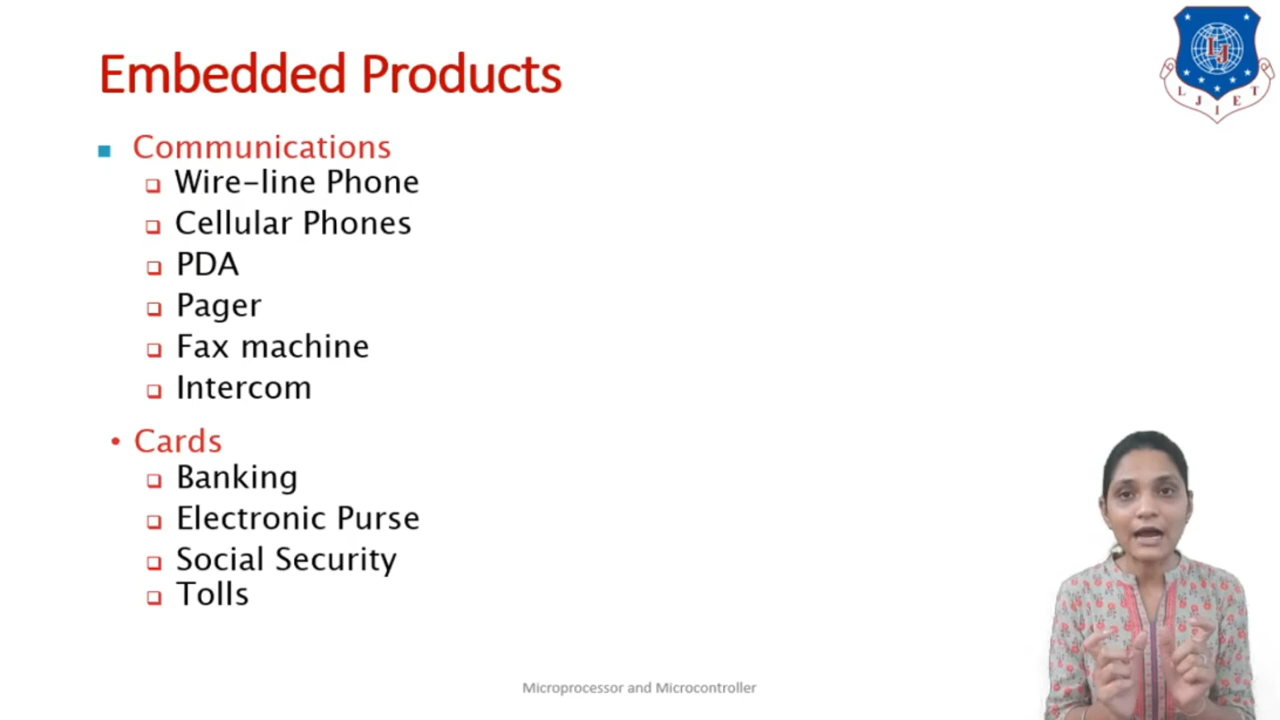 Embedded Products
Communications
Wire-line Phone
Cellular Phones
PDA
Pager
Fax machine
Intercom
Cards
Banking
Electronic Purse
Social Security
Tolls
Microprocessor and Microcontroller
LJ
L J I E T